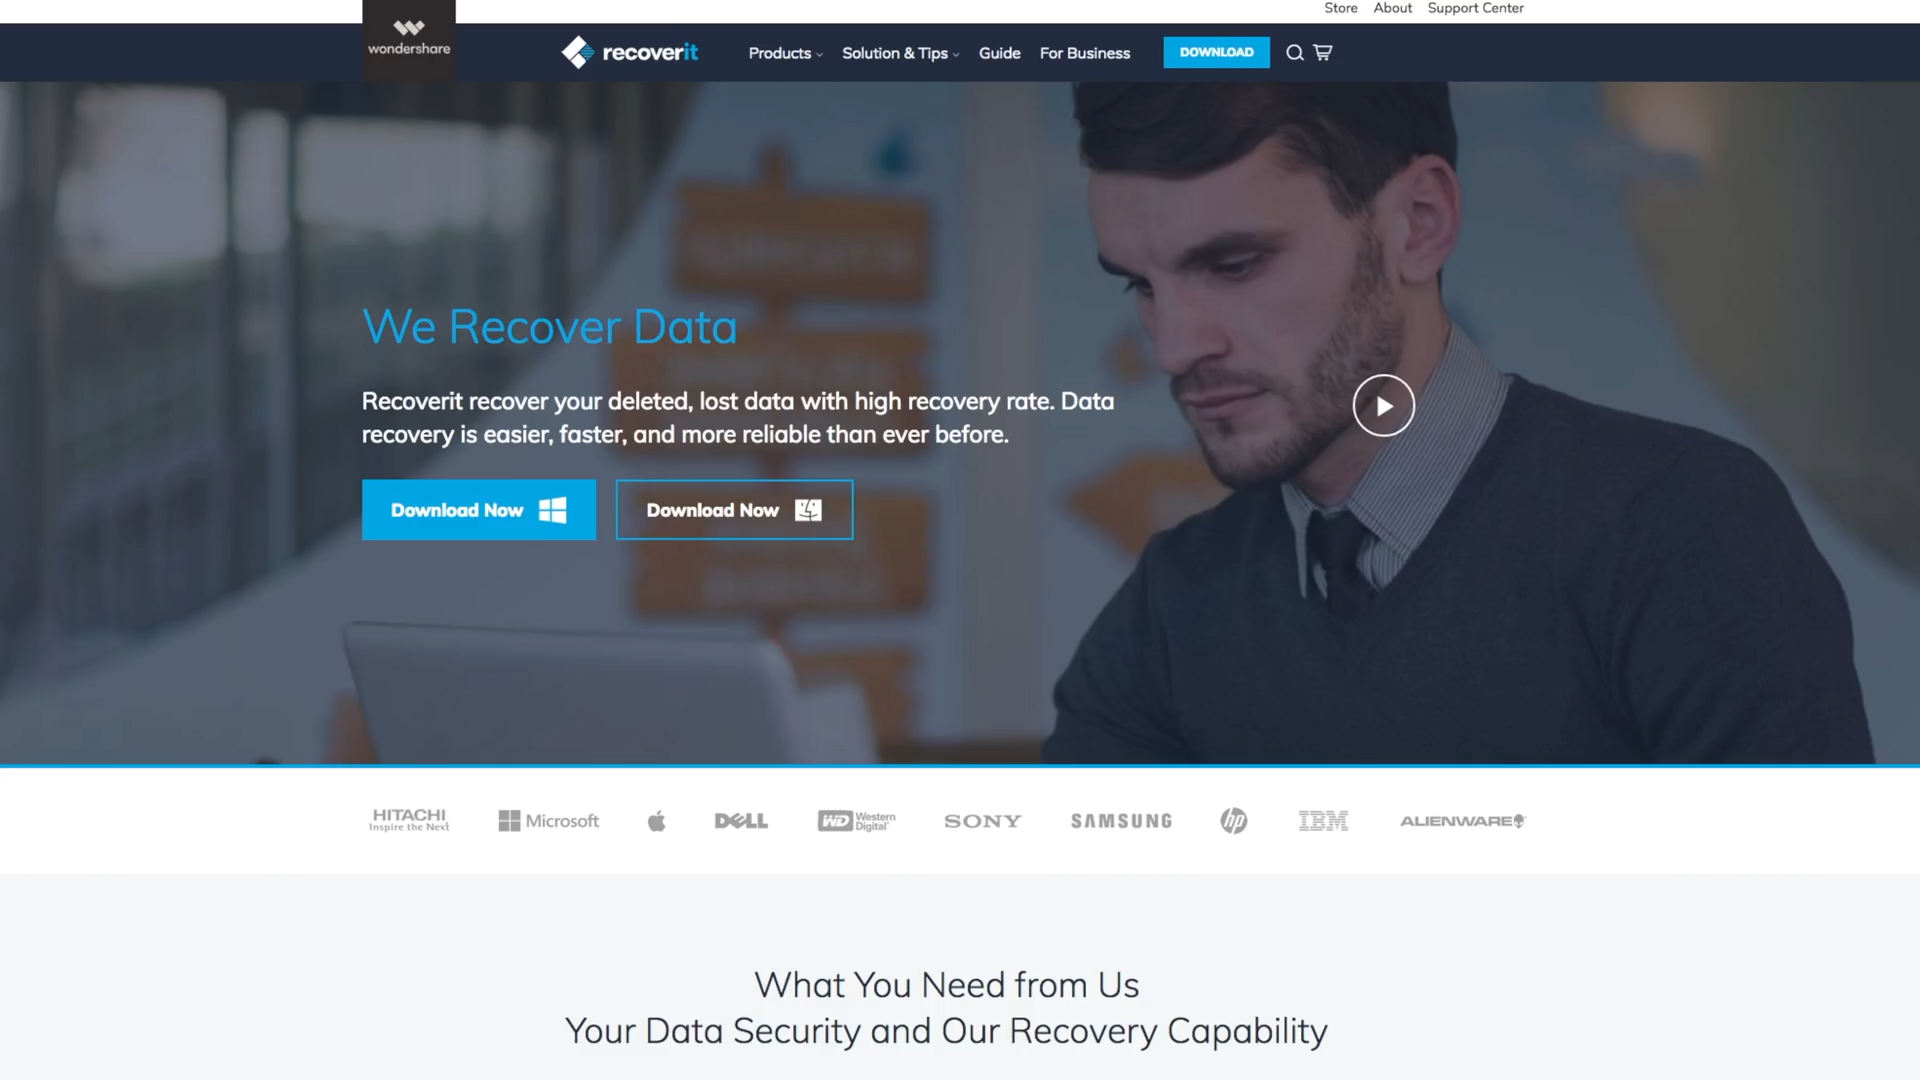 Store About Support Center
wondershare
recoverit
Products Solution & Tips Guide For Business DOWNLOAD
We Recover Data
Recoverit recover your deleted, lost data with high recovery rate. Data
recovery is easier, faster, and more reliable than ever before.
Download Now Download Now
HITACHI
Inspire the Next
Microsoft
DELL
WD Western
Digital
SONY
SAMSUNG
hp
IBM
ALIENWARE
What You Need from Us
Your Data Security and Our Recovery Capability